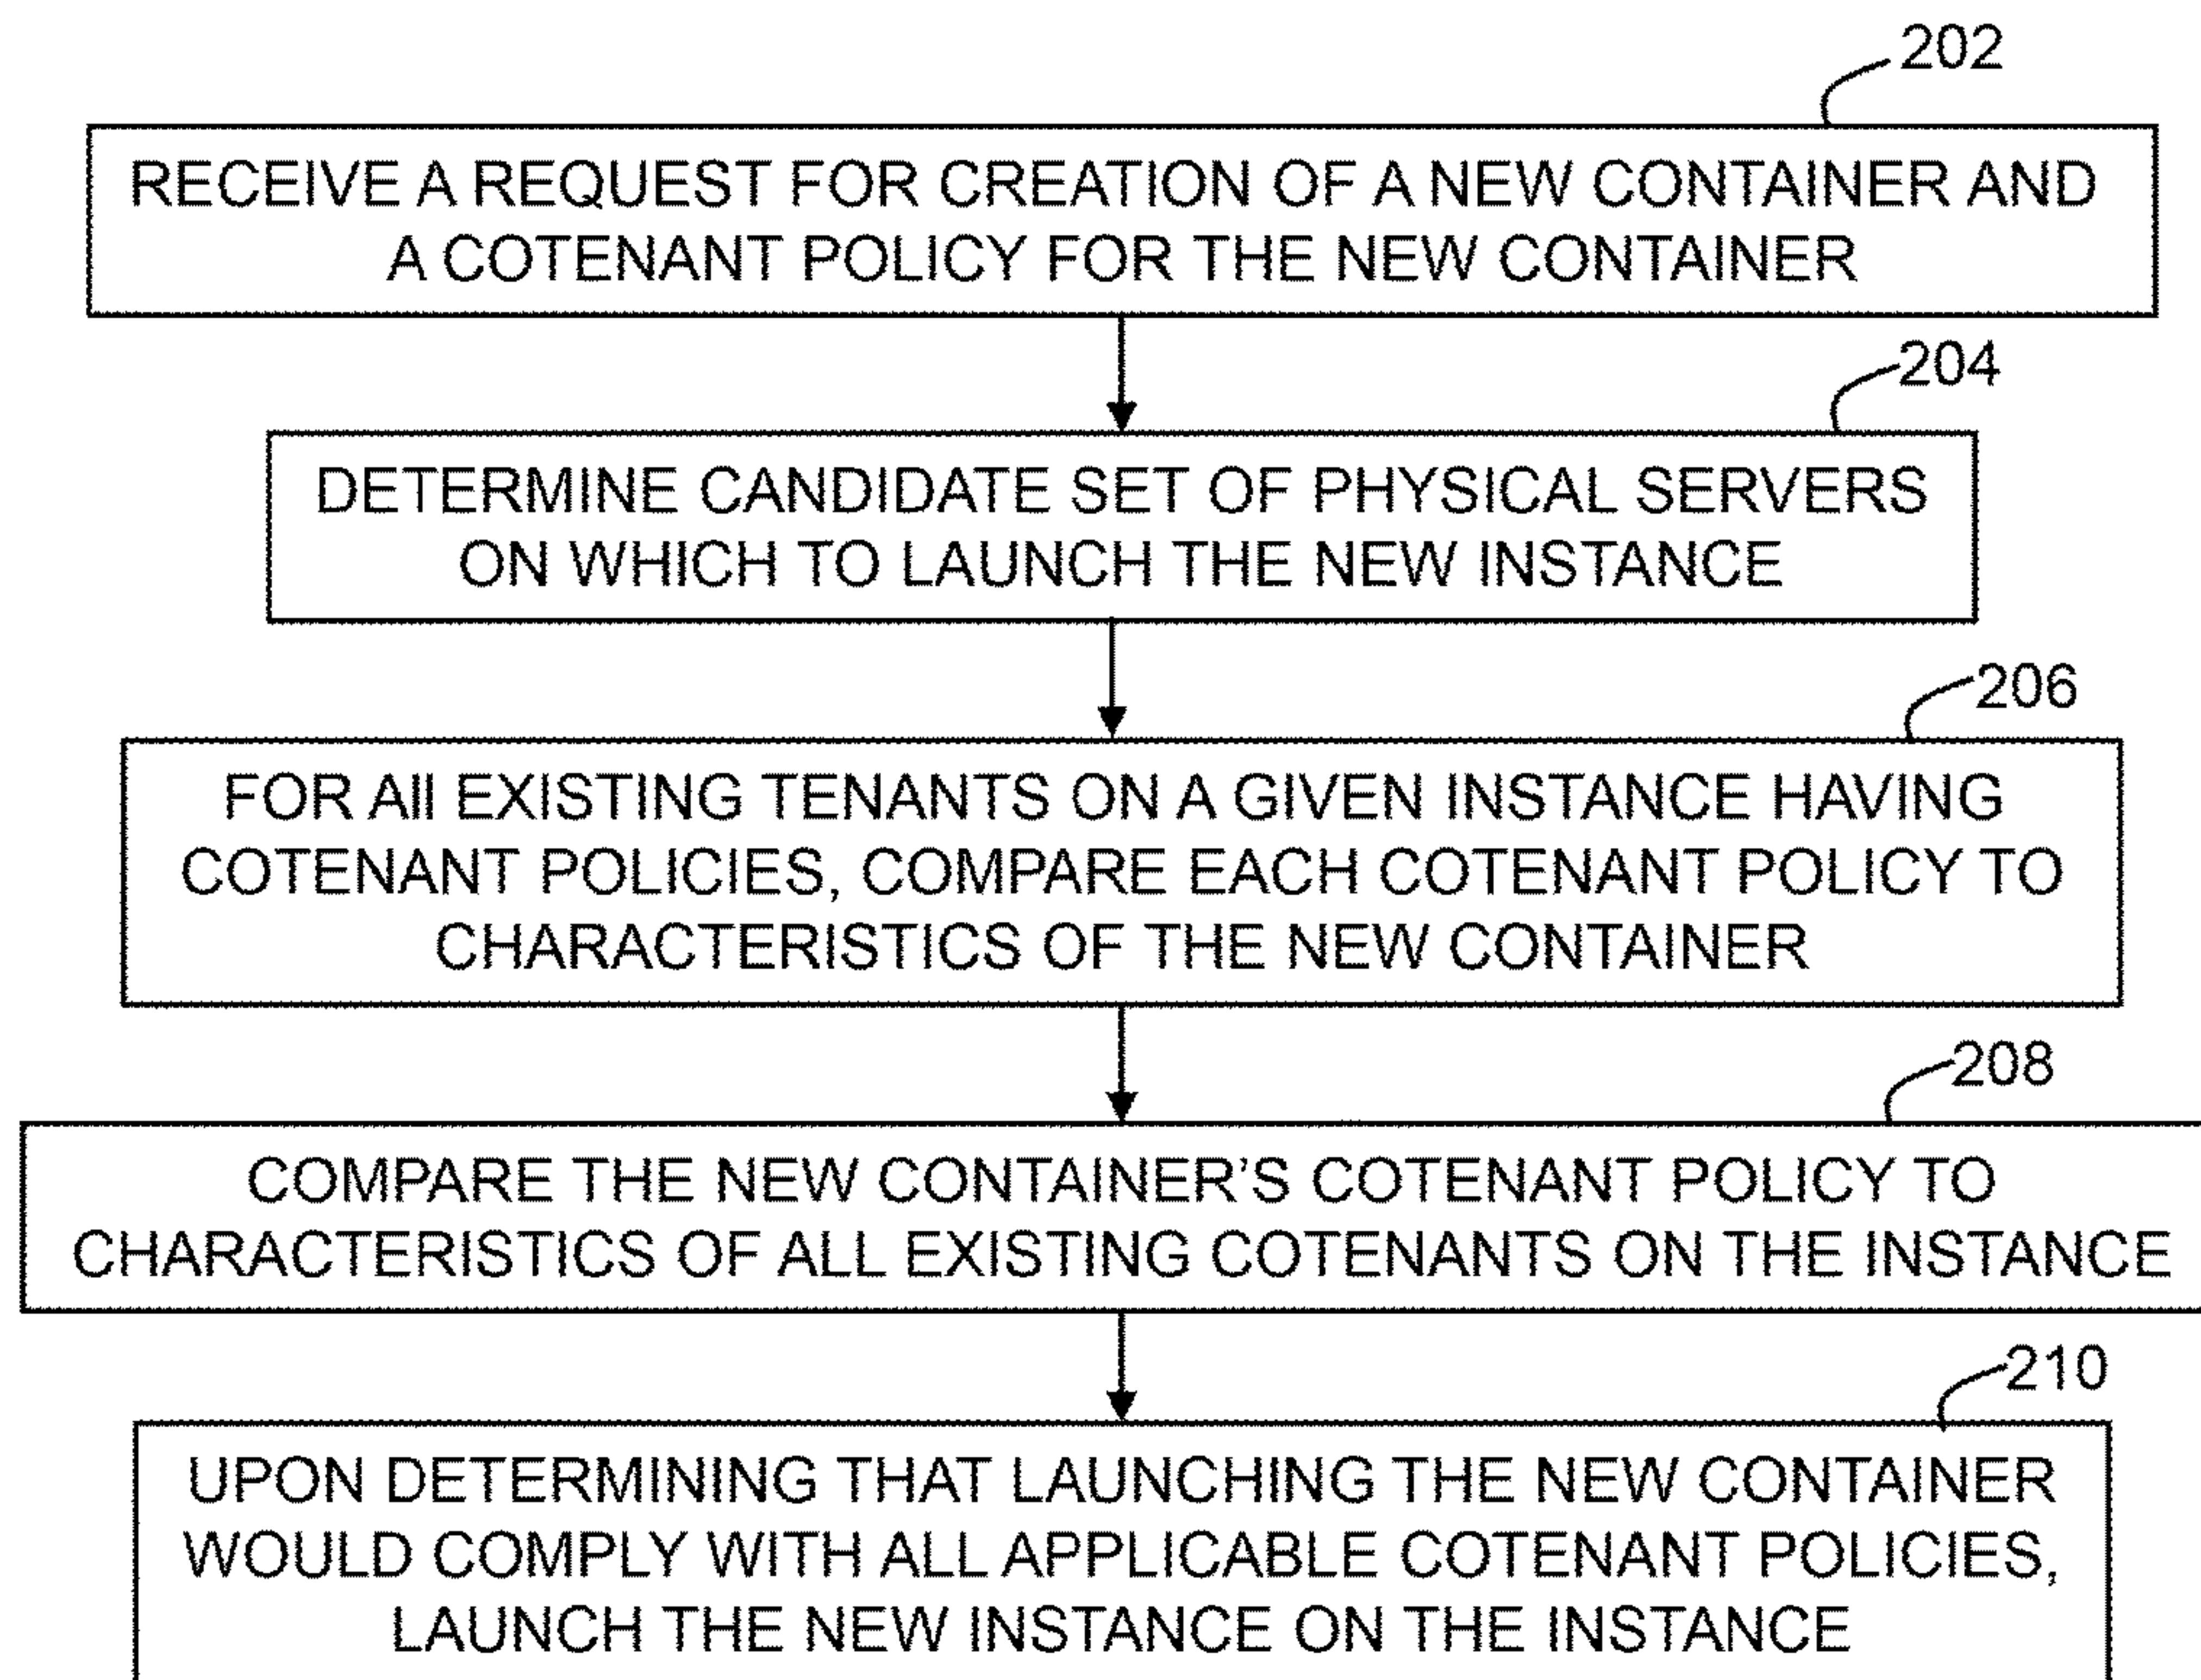 202
RECEIVE A REQUEST FOR CREATION OF A NEW CONTAINER AND
A COTENANT POLICY FOR THE NEW CONTAINER
204
DETERMINE CANDIDATE SET OF PHYSICAL SERVERS
ON WHICH TO LAUNCH THE NEW INSTANCE
206
FOR All EXISTING TENANTS ON A GIVEN INSTANCE HAVING
COTENANT POLICIES, COMPARE EACH COTENANT POLICY TO
CHARACTERISTICS OF THE NEW CONTAINER
208
COMPARE THE NEW CONTAINER’S COTENANT POLICY TO
CHARACTERISTICS OF ALL EXISTING COTENANTS ON THE INSTANCE
210
UPON DETERMINING THAT LAUNCHING THE NEW CONTAINER
WOULD COMPLY WITH ALL APPLICABLE COTENANT POLICIES,
LAUNCH THE NEW INSTANCE ON THE INSTANCE